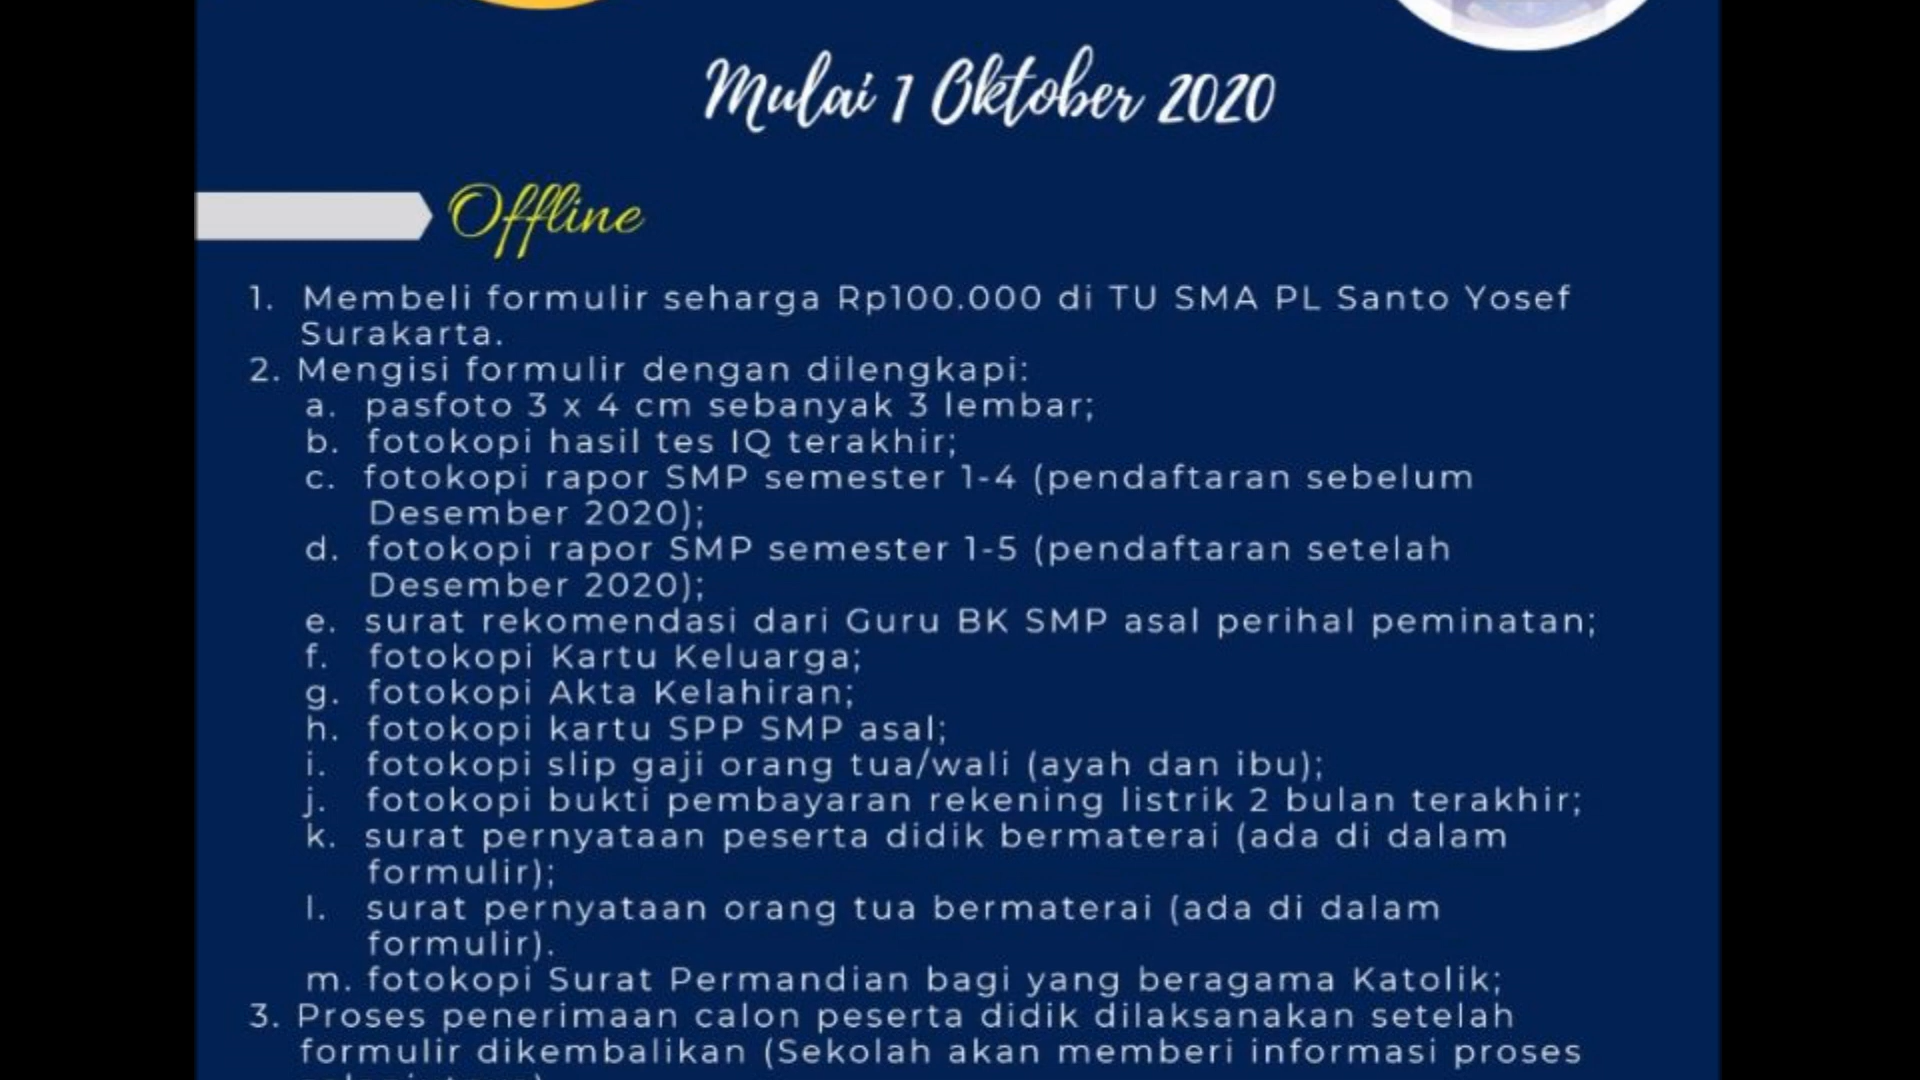 Mulai 1 Oktober 2020
Offline
1. Membeli formulir seharga Rp100.000 di TU SMA PL Santo Yosef
Surakarta.
2. Mengisi formulir dengan dilengkapi:
a. pasfoto 3 x 4 cm sebanyak 3 lembar;
b. fotokopi hasil tes IQ terakhir;
c. fotokopi rapor SMP semester 1-4 (pendaftaran sebelum
Desember 2020);
d. fotokopi rapor SMP semester 1-5 (pendaftaran setelah
Desember 2020);
e. surat rekomendasi dari Guru BK SMP asal perihal peminatan;
f. fotokopi Kartu Keluarga;
g. fotokopi Akta Kelahiran;
h. fotokopi kartu SPP SMP asal;
i. fotokopi slip gaji orang tua/wali (ayah dan ibu);
j. fotokopi bukti pembayaran rekening listrik 2 bulan terakhir;
k. surat pernyataan peserta didik bermaterai (ada di dalam
formulir);
l. surat pernyataan orang tua bermaterai (ada di dalam
formulir).
m. fotokopi Surat Permandian bagi yang beragama Katolik;
3. Proses penerimaan calon peserta didik dilaksanakan setelah
formulir dikembalikan (Sekolah akan memberi informasi proses